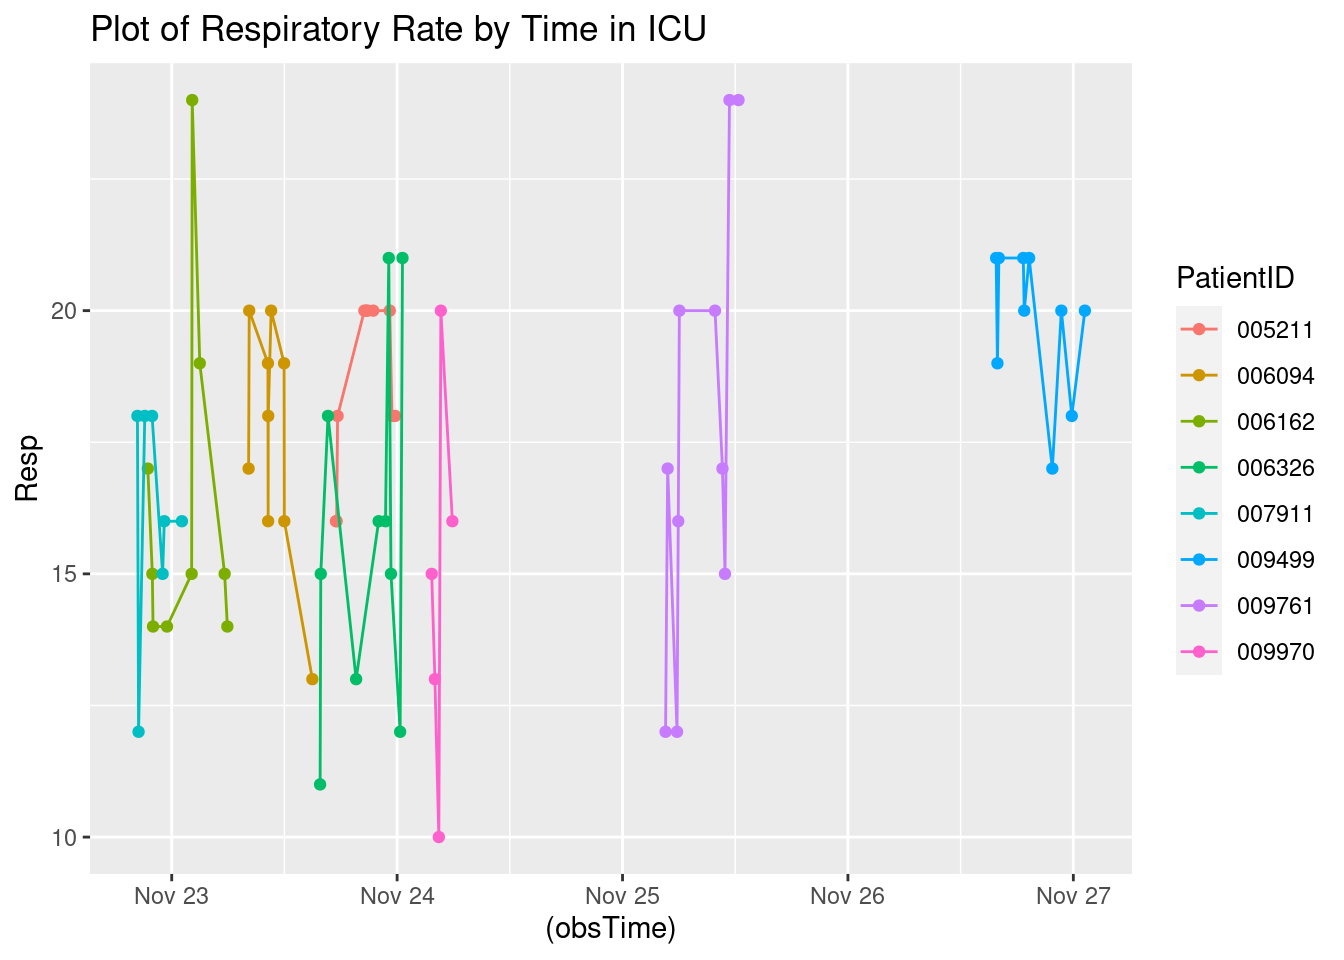 Plot of Respiratory Rate by Time in ICU
Resp
20
15
10
Nov 23
Nov 24
Nov 25
Nov 26
Nov 27
(obsTime)
PatientID
005211
006094
006162
006326
007911
009499
009761
009970